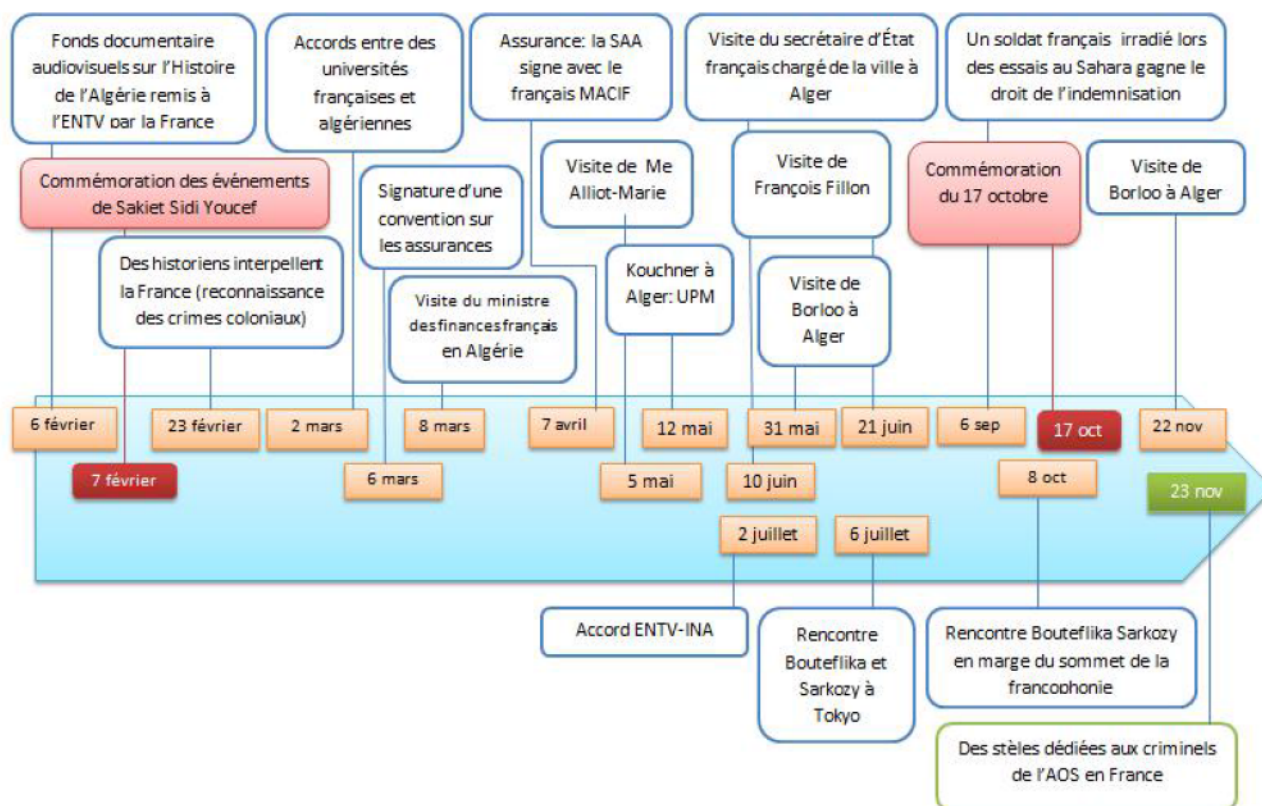 Fonds documentaire
audiovisuels sur l'Histoire
de l'Algérie remis à
l'ENTV par la France
Accords entre des
universités
françaises et
algériennes
Assurance: la SAA
signe avec le
français MACIF
Visite du secrétaire d'État
français chargé de la ville à
Alger
Un soldat français irradié lors
des essais au Sahara gagne le
droit de l'indemnisation
Commémoration des événements
de Sakiet Sidi Youcef
Signature d'une
convention sur
les assurances
Visite de Me
Alliot-Marie
Visite de
François Fillon
Commémoration
du 17 octobre
Visite de
Borloo à Alger
Des historiens interpellent
la France (reconnaissance
des crimes coloniaux)
Visite du ministre
des finances français
en Algérie
Kouchner à
Alger: UPM
Visite de
Borloo à
Alger
6 février
23 février
2 mars
8 mars
7 avril
12 mai
31 mai
21 juin
6 sep
17 oct
22 nov
7 février
6 mars
5 mai
10 juin
8 oct
23 nov
2 juillet
6 juillet
Accord ENTV-INA
Rencontre
Bouteflika et
Sarkozy à
Tokyo
Rencontre Bouteflika Sarkozy
en marge du sommet de la
francophonie
Des stèles dédiées aux criminels
de l'AOS en France